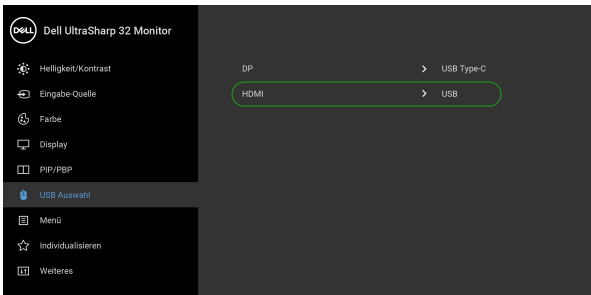 DELL Dell UltraSharp 32 Monitor
Helligkeit/Kontrast
DP USB Type-C
Eingabe-Quelle
HDMI USB
Farbe
Display
PIP/PBP
USB Auswahl
Menü
Individualisieren
Weiteres